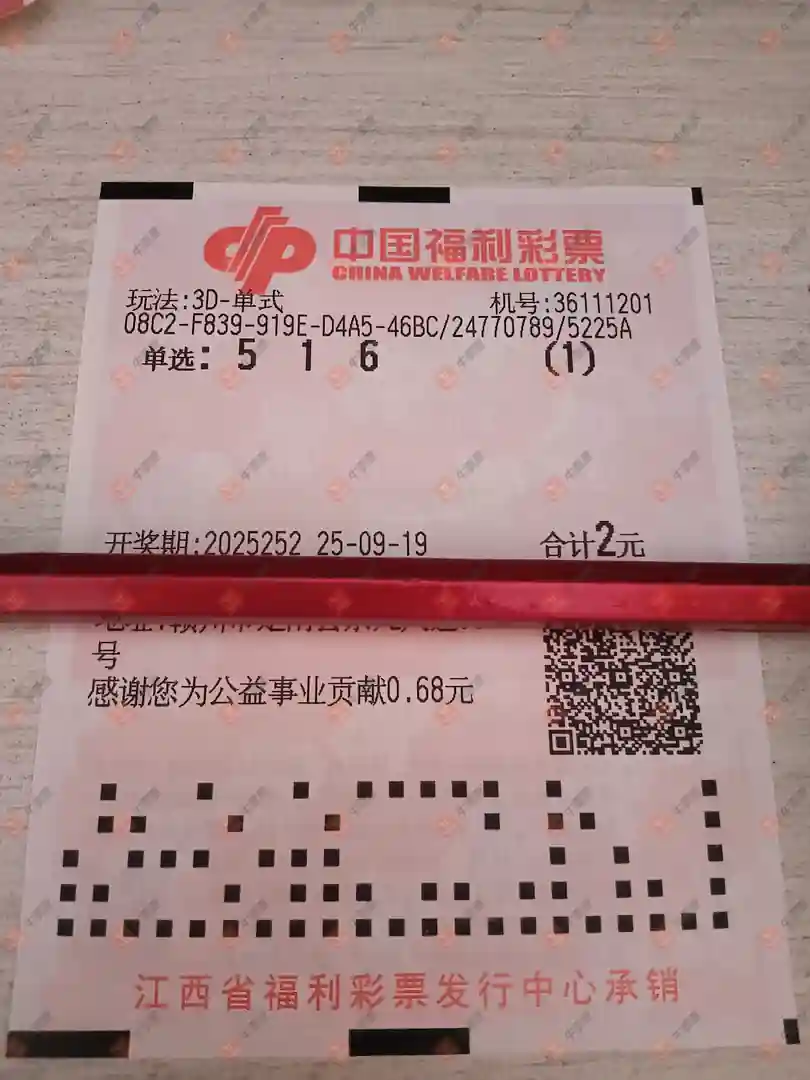 中国福利彩票
CHINA WELFARE LOTTERY
玩法:3D-单式 机号:36111201
08C2-F839-919E-D4A5-46BC/24770789/5225A
单选: 5 1 6 (1)
开奖期:2025252 25-09-19 合计2元
号
感谢您为公益事业贡献0.68元
江西省福利彩票发行中心承销